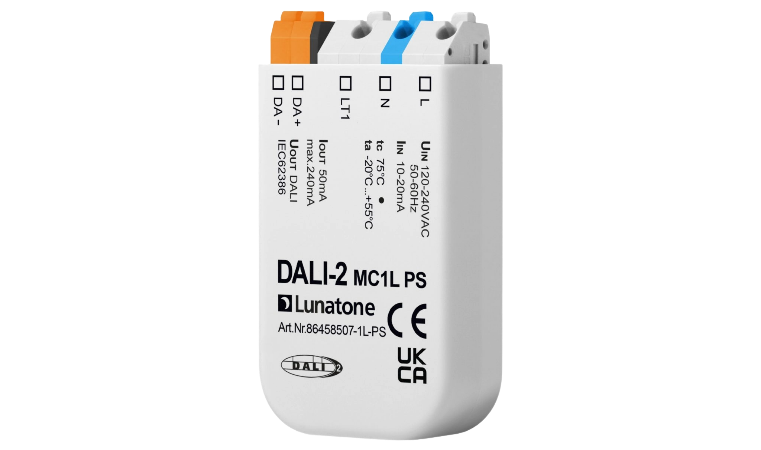 DA -
DA +
LT1
N
L
UOUT DALI
IEC62386
IOUT 50mA
max.240mA
tc 75°C
ta -20°C...+55°C
UIN 120-240VAC
50-60Hz
IIN 10-20mA
DALI-2 MC1L PS
Lunatone
Art.Nr.86458507-1L-PS
CE
UK
CA
DALI 2